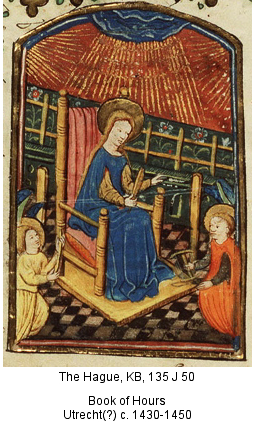 The Hague, KB, 135 J 50
Book of Hours
Utrecht(?) c. 1430-1450